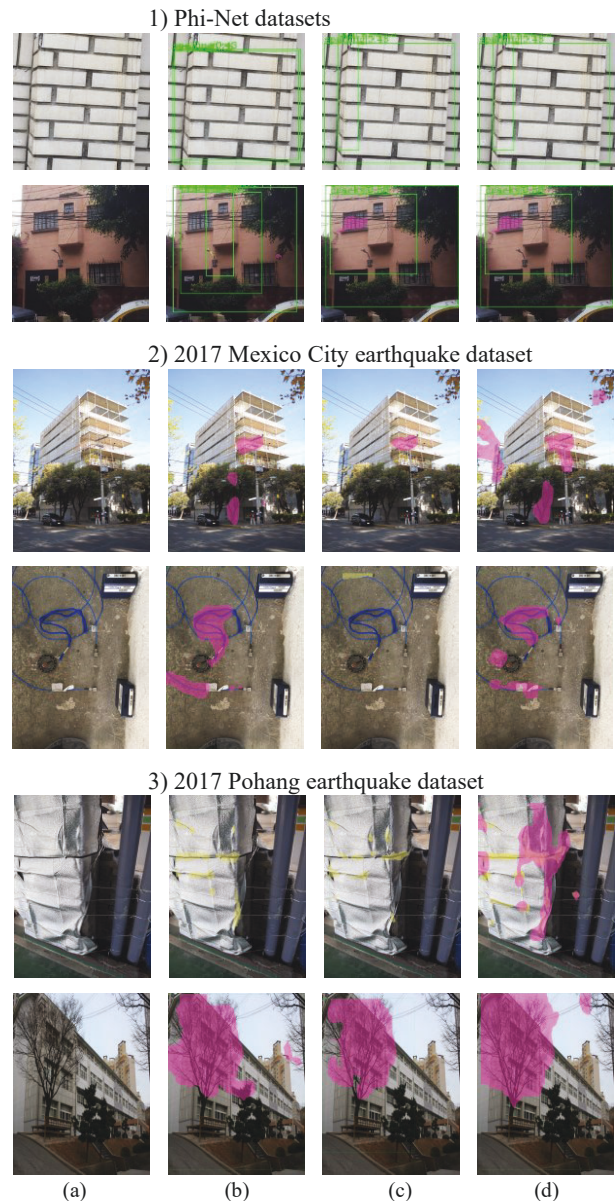 1) Phi-Net datasets
2) 2017 Mexico City earthquake dataset
3) 2017 Pohang earthquake dataset
(a) (b) (c) (d)